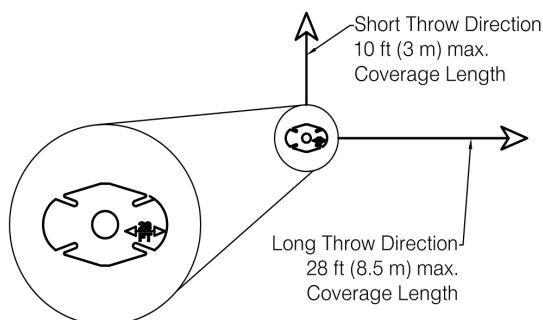 Short Throw Direction
10 ft (3 m) max.
Coverage Length
28
FT
Long Throw Direction
28 ft (8.5 m) max.
Coverage Length